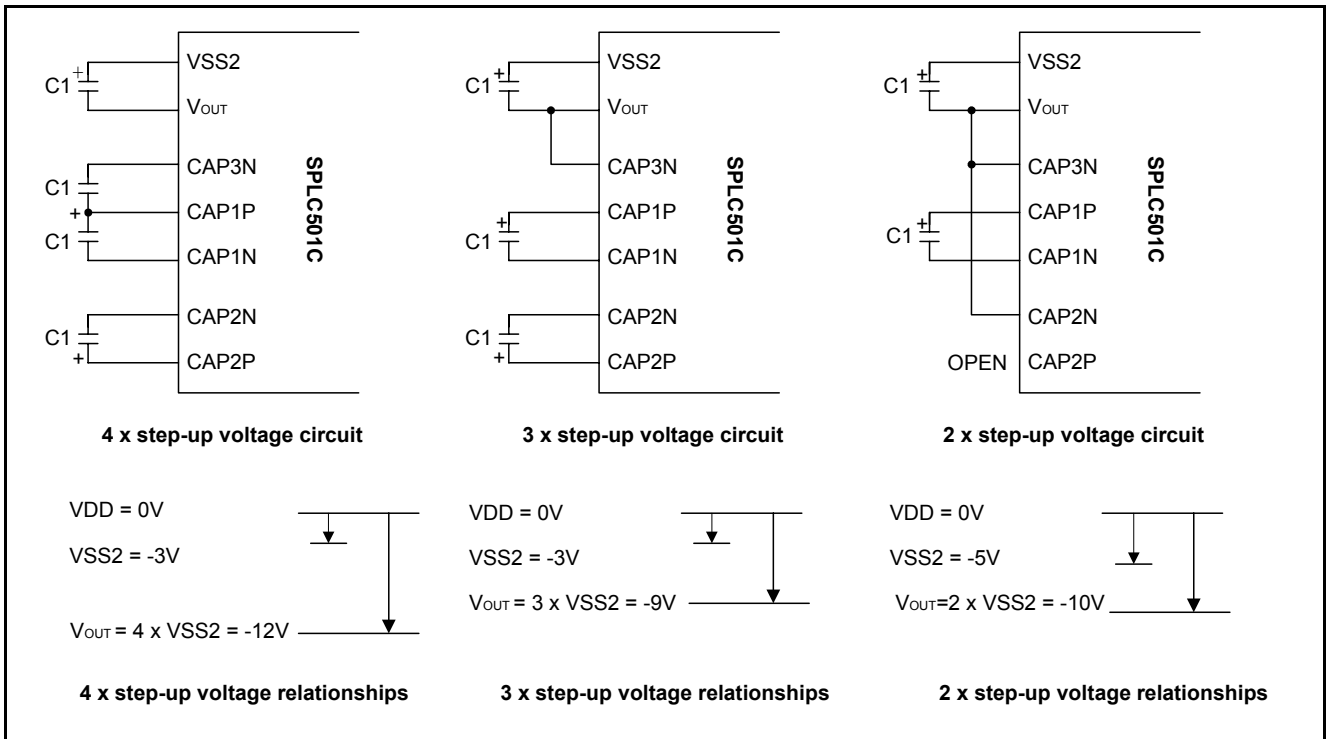 VSS2
C1 +
VOUT
CAP3N
C1
+
CAP1P
C1
CAP1N
CAP2N
C1
+
CAP2P
SPLC501C
4 x step-up voltage circuit
VSS2
C1 +
VOUT
CAP3N
CAP1P
C1 +
CAP1N
CAP2N
C1
+
CAP2P
SPLC501C
3 x step-up voltage circuit
VSS2
C1 +
VOUT
CAP3N
CAP1P
C1 +
CAP1N
CAP2N
OPEN CAP2P
SPLC501C
2 x step-up voltage circuit
VDD = 0V
VSS2 = -3V
VOUT = 4 x VSS2 = -12V
4 x step-up voltage relationships
VDD = 0V
VSS2 = -3V
VOUT = 3 x VSS2 = -9V
3 x step-up voltage relationships
VDD = 0V
VSS2 = -5V
VOUT=2 x VSS2 = -10V
2 x step-up voltage relationships